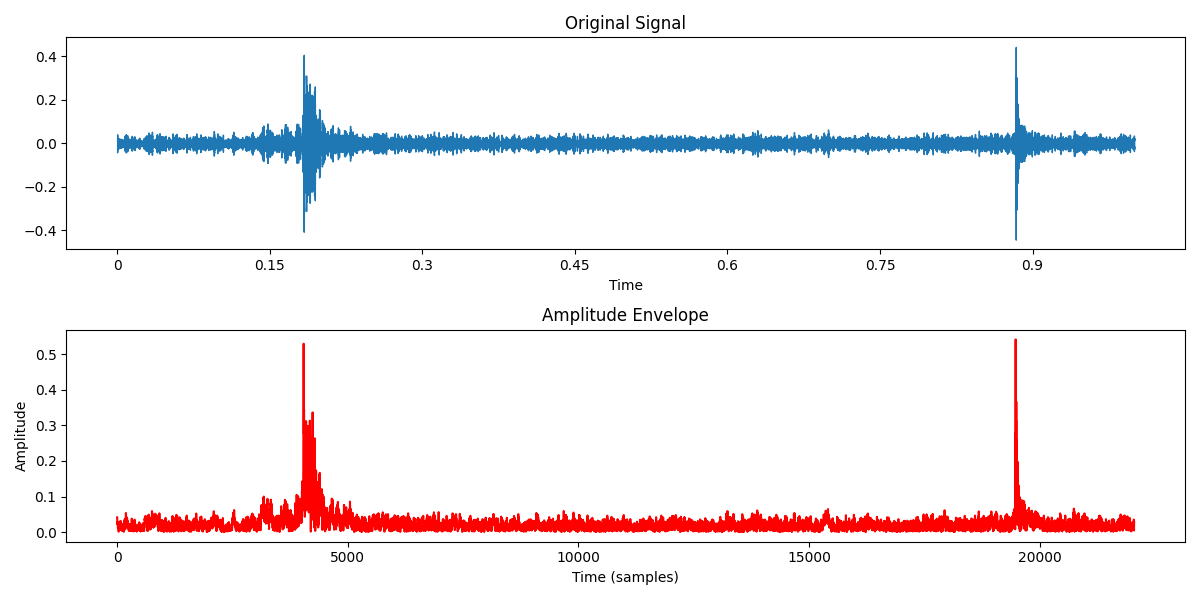 Original Signal
0.4
0.2
0.0
−0.2
−0.4
0 0.15 0.3 0.45 0.6 0.75 0.9
Time
Amplitude Envelope
Amplitude
0.5
0.4
0.3
0.2
0.1
0.0
0 5000 10000 15000 20000
Time (samples)